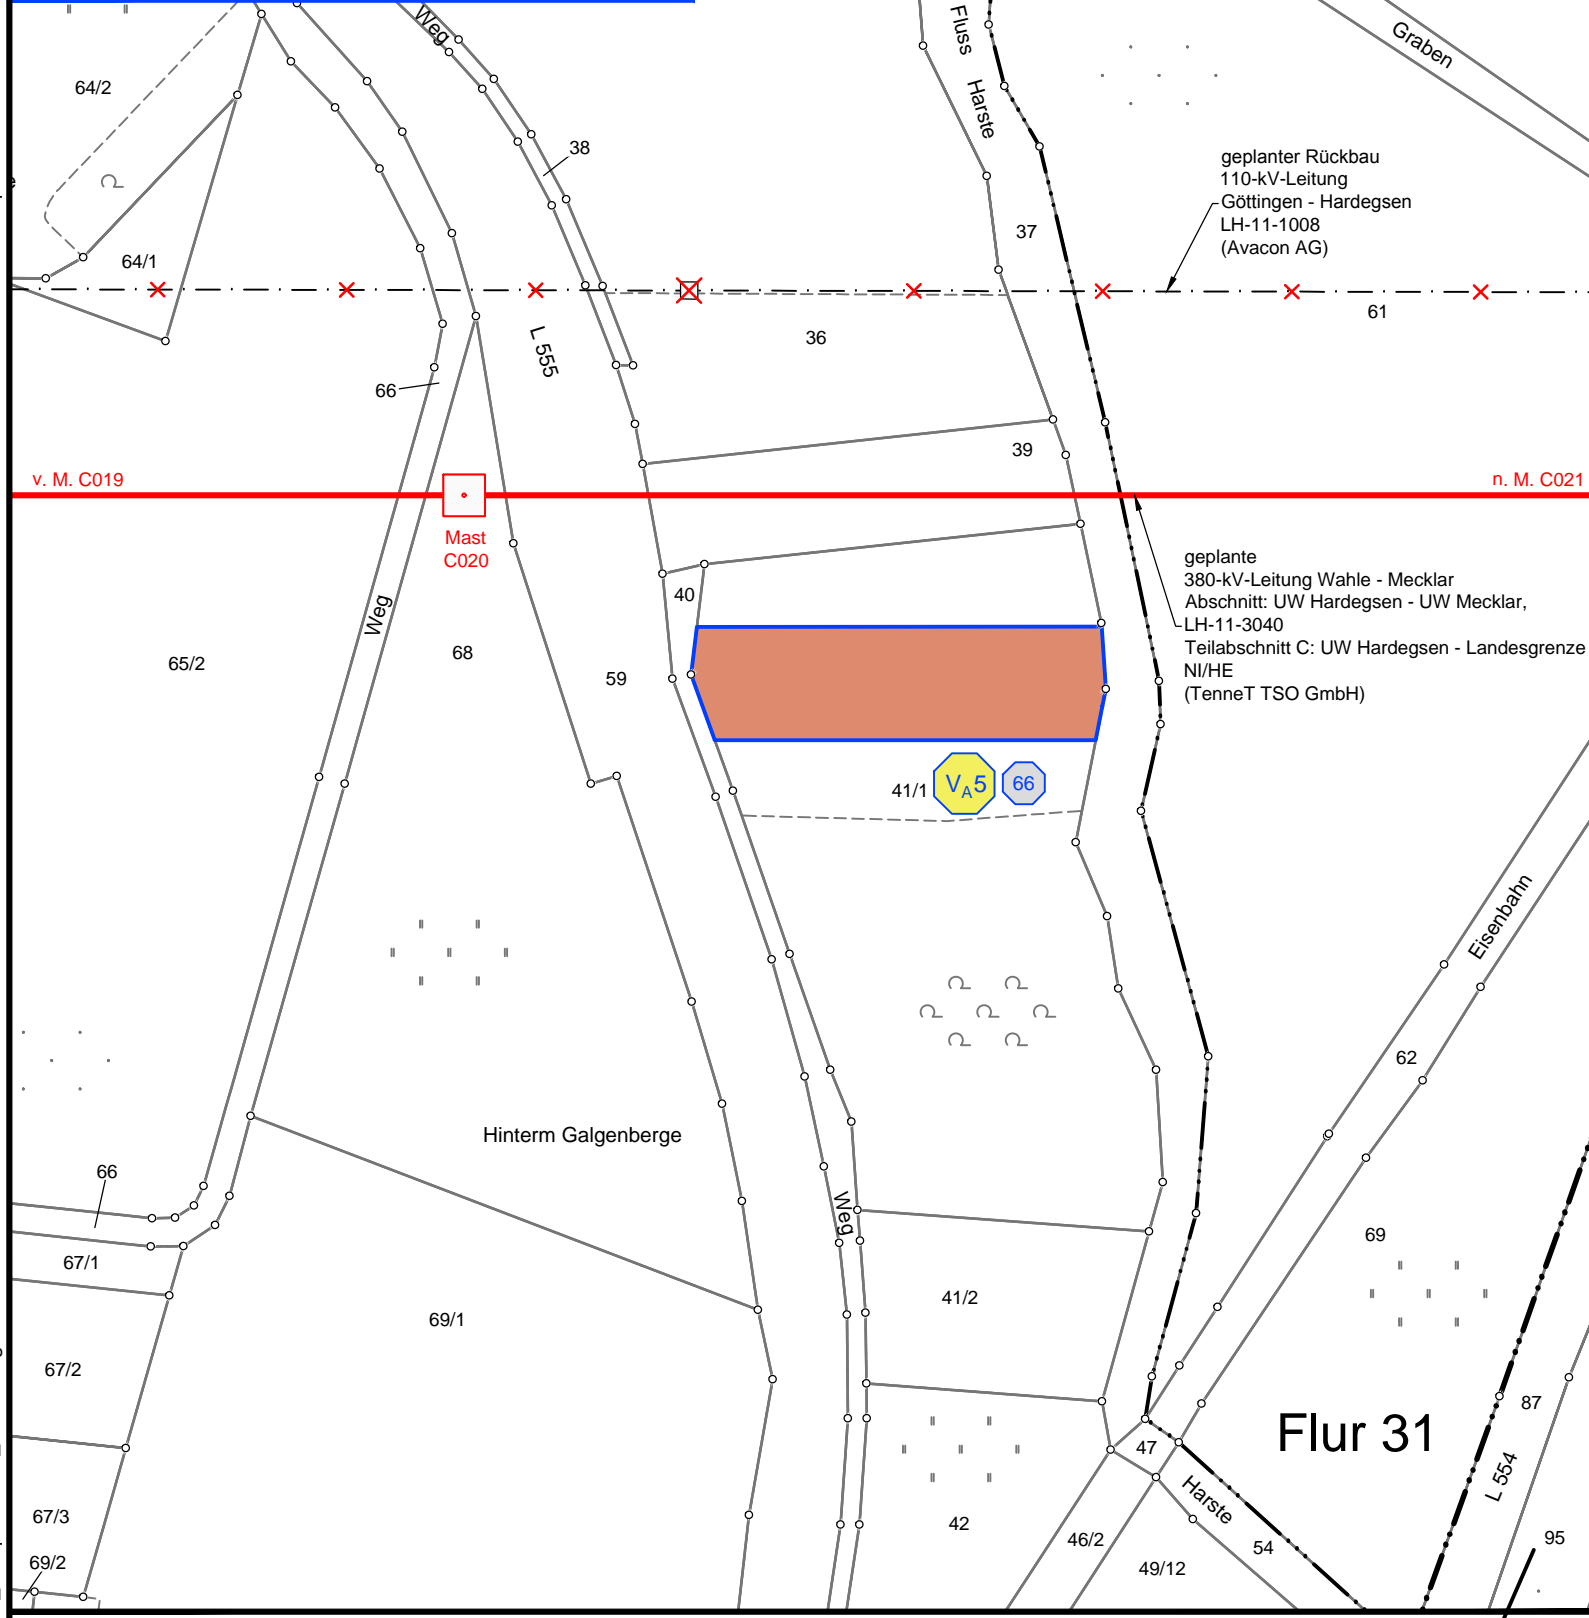 Weg
Fluss
Harste
Graben
64/2
38
geplanter Rückbau
110-kV-Leitung
Göttingen - Hardegsen
LH-11-1008
(Avacon AG)
37
64/1
61
36
L 555
66
39
v. M. C019
n. M. C021
Mast
C020
geplante
380-kV-Leitung Wahle - Mecklar
Abschnitt: UW Hardegsen - UW Mecklar,
LH-11-3040
Teilabschnitt C: UW Hardegsen - Landesgrenze
NI/HE
(TenneT TSO GmbH)
40
Weg
68
65/2
59
41/1
VA5
66
Eisenbahn
62
Hinterm Galgenberge
66
Weg
69
67/1
41/2
69/1
67/2
87
Flur 31
47
L 554
Harste
67/3
42
46/2
54
95
69/2
49/12